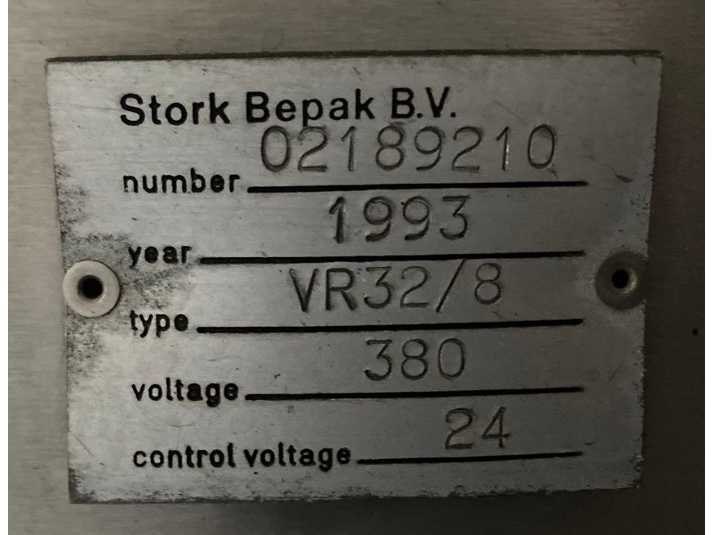 Stork Bepak B.V.
number 02189210
year 1993
type VR32/8
voltage 380
control voltage 24